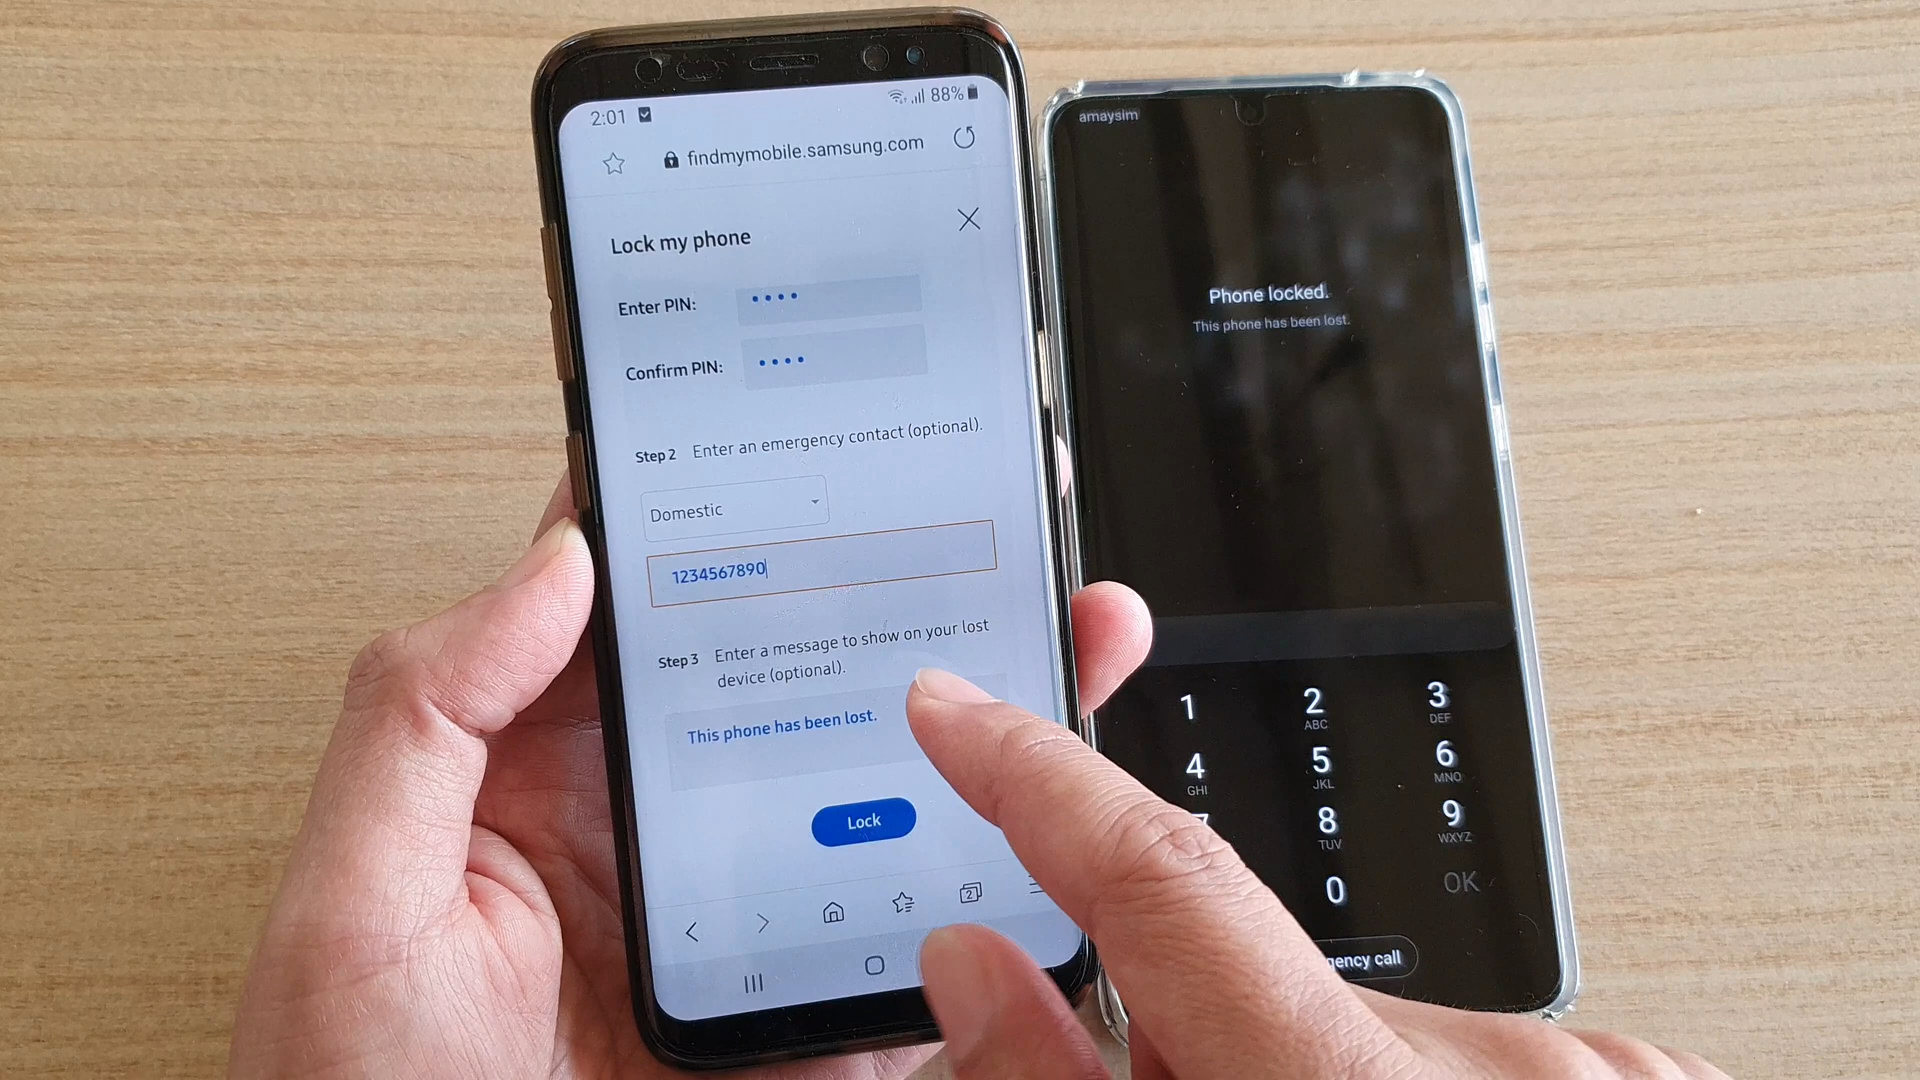 2:01
88%
findmymobile.samsung.com
Lock my phone
Enter PIN: ••••
Confirm PIN: ••••
Step 2 Enter an emergency contact (optional).
Domestic
1234567890
Step 3 Enter a message to show on your lost
device (optional).
This phone has been lost.
Lock
2
amaysim
Phone locked.
This phone has been lost.
1 2 3
ABC DEF
4 5 6
GHI JKL MNO
8 9
TUV WXYZ
0 OK
call